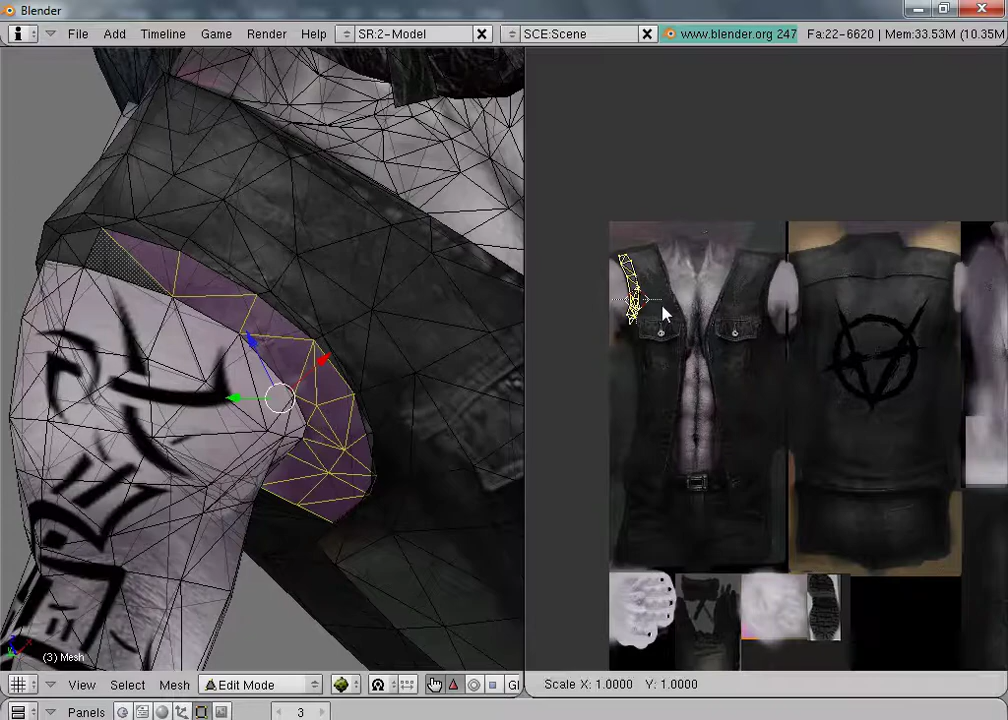 Blender
File Add Timeline Game Render Help SR:2-Model SCE:Scene www.blender.org 247 Fa:22-6620 | Mem:33.53M (10.35M
(3) Mesh
View Select Mesh Edit Mode Gl Scale X: 1.0000 Y: 1.0000
Panels 3